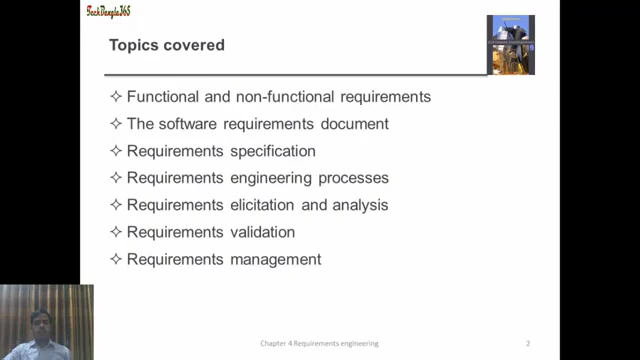 TechBangla365
Topics covered
Functional and non-functional requirements
The software requirements document
Requirements specification
Requirements engineering processes
Requirements elicitation and analysis
Requirements validation
Requirements management
Chapter 4 Requirements engineering
2